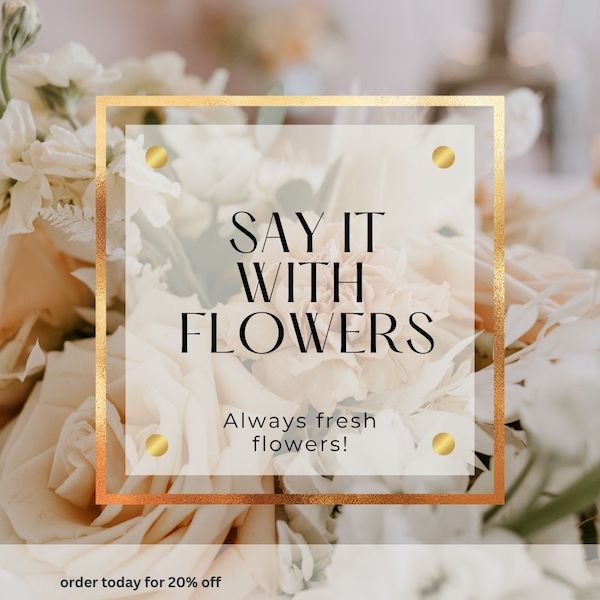 SAY IT
WITH
FLOWERS
Always fresh
flowers!
order today for 20% off